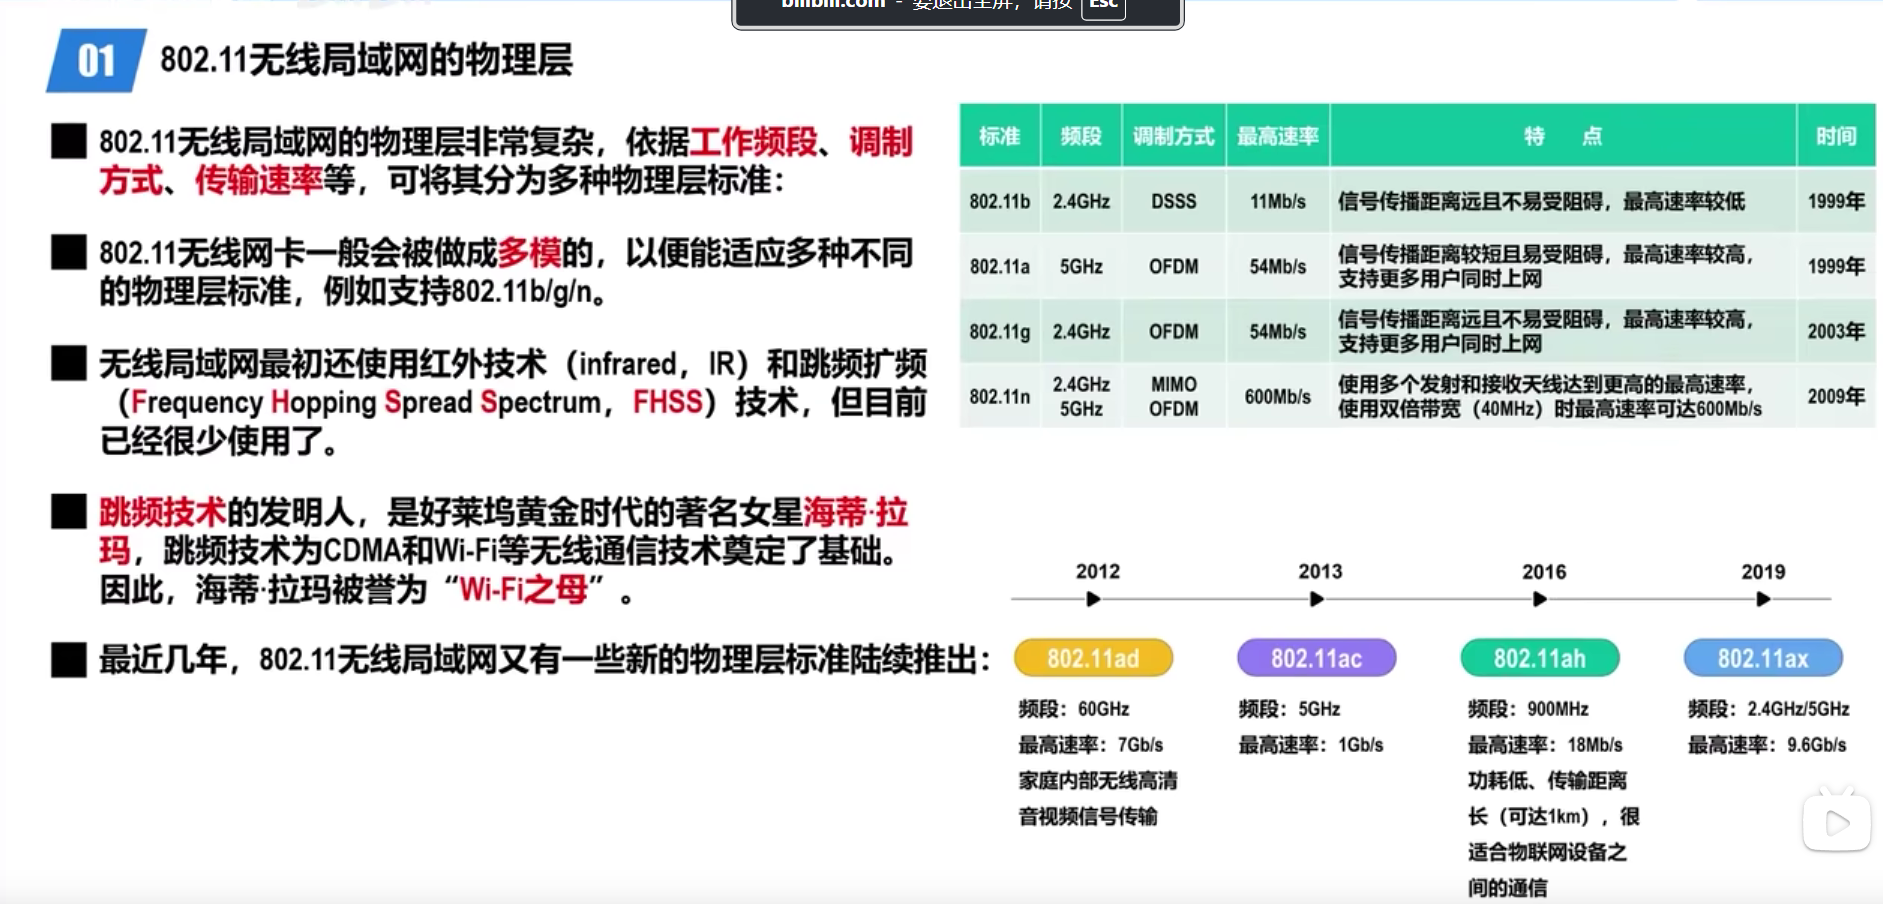 bilibili.com - 要退出全屏，请按 Esc
01 802.11无线局域网的物理层
802.11无线局域网的物理层非常复杂，依据工作频段、调制
方式、传输速率等，可将其分为多种物理层标准：
802.11无线网卡一般会被做成多模的，以便能适应多种不同
的物理层标准，例如支持802.11b/g/n。
无线局域网最初还使用红外技术（infrared，IR）和跳频扩频
（Frequency Hopping Spread Spectrum，FHSS）技术，但目前
已经很少使用了。
跳频技术的发明人，是好莱坞黄金时代的著名女星海蒂·拉
玛，跳频技术为CDMA和Wi-Fi等无线通信技术奠定了基础。
因此，海蒂·拉玛被誉为“Wi-Fi之母”。
最近几年，802.11无线局域网又有一些新的物理层标准陆续推出：
标准 频段 调制方式 最高速率 特 点 时间
802.11b 2.4GHz DSSS 11Mb/s 信号传播距离远且不易受阻碍，最高速率较低 1999年
802.11a 5GHz OFDM 54Mb/s 信号传播距离较短且易受阻碍，最高速率较高，
支持更多用户同时上网 1999年
802.11g 2.4GHz OFDM 54Mb/s 信号传播距离远且不易受阻碍，最高速率较高，
支持更多用户同时上网 2003年
802.11n 2.4GHz MIMO 600Mb/s 使用多个发射和接收天线达到更高的最高速率，
5GHz OFDM 使用双倍带宽（40MHz）时最高速率可达600Mb/s 2009年
2012 2013 2016 2019
802.11ad 802.11ac 802.11ah 802.11ax
频段：60GHz 频段：5GHz 频段：900MHz 频段：2.4GHz/5GHz
最高速率：7Gb/s 最高速率：1Gb/s 最高速率：18Mb/s 最高速率：9.6Gb/s
家庭内部无线高清
音视频信号传输
功耗低、传输距离
长（可达1km），很
适合物联网设备之
间的通信